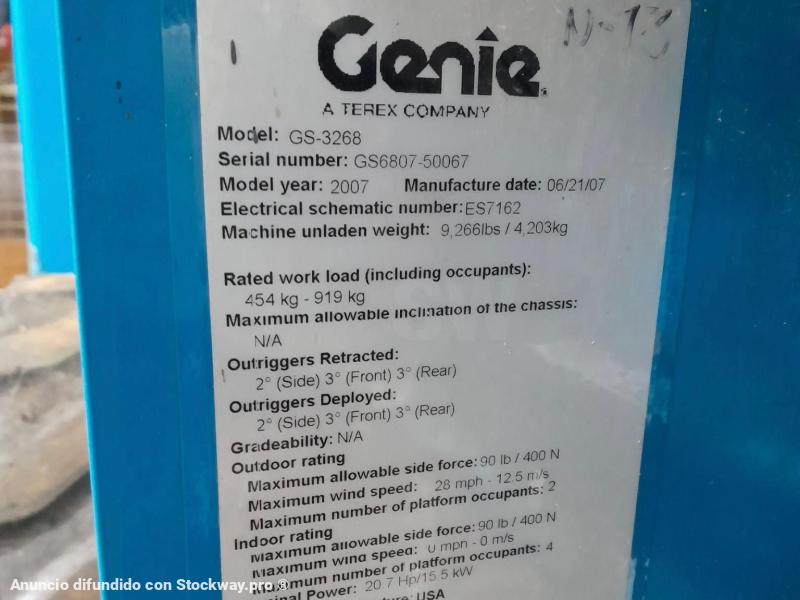 Genie
A TEREX COMPANY
Model: GS-3268
Serial number: GS6807-50067
Model year: 2007 Manufacture date: 06/21/07
Electrical schematic number: ES7162
Machine unladen weight: 9,266lbs / 4,203kg
Rated work load (including occupants):
454 kg - 919 kg
Maximum allowable inclination of the chassis:
N/A
Outriggers Retracted:
2° (Side) 3° (Front) 3° (Rear)
Outriggers Deployed:
2° (Side) 3° (Front) 3° (Rear)
Gradeability: N/A
Outdoor rating
Maximum allowable side force: 90 lb / 400 N
Maximum wind speed: 28 mph - 12.5 m/s
Maximum number of platform occupants: 2
Indoor rating
Maximum allowable side force: 90 lb / 400 N
Maximum wind speed: 0 mph - 0 m/s
Maximum number of platform occupants: 4
Power: 20.7 Hp/15.5 kW
USA
Anuncio difundido con Stockway.pro ®